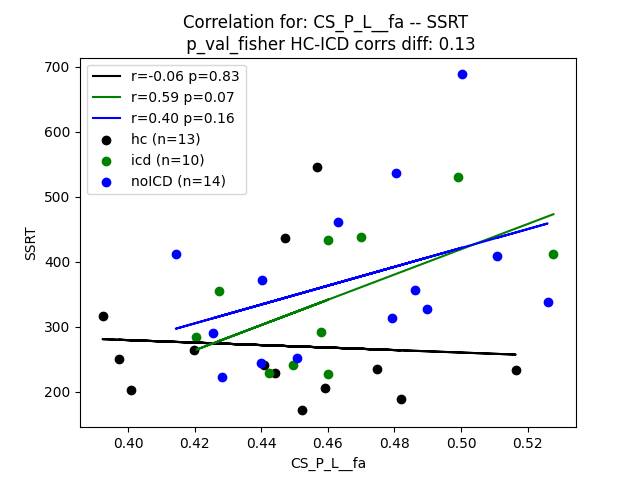 Correlation for: CS_P_L__fa -- SSRT
p_val_fisher HC-ICD corrs diff: 0.13
r=-0.06 p=0.83
r=0.59 p=0.07
r=0.40 p=0.16
hc (n=13)
icd (n=10)
noICD (n=14)
700
600
500
400
300
200
SSRT
0.40 0.42 0.44 0.46 0.48 0.50 0.52
CS_P_L__fa